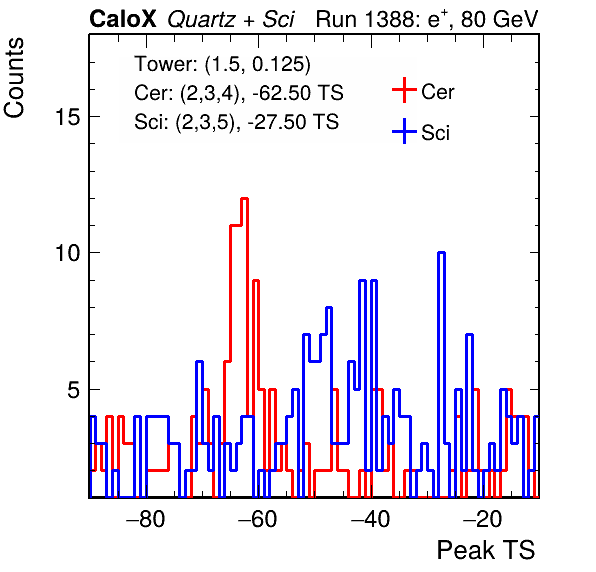 CaloX Quartz + Sci Run 1388: e+, 80 GeV
Counts
Tower: (1.5, 0.125)
Cer: (2,3,4), -62.50 TS
Sci: (2,3,5), -27.50 TS
Cer
Sci
15
10
5
−80 −60 −40 −20
Peak TS